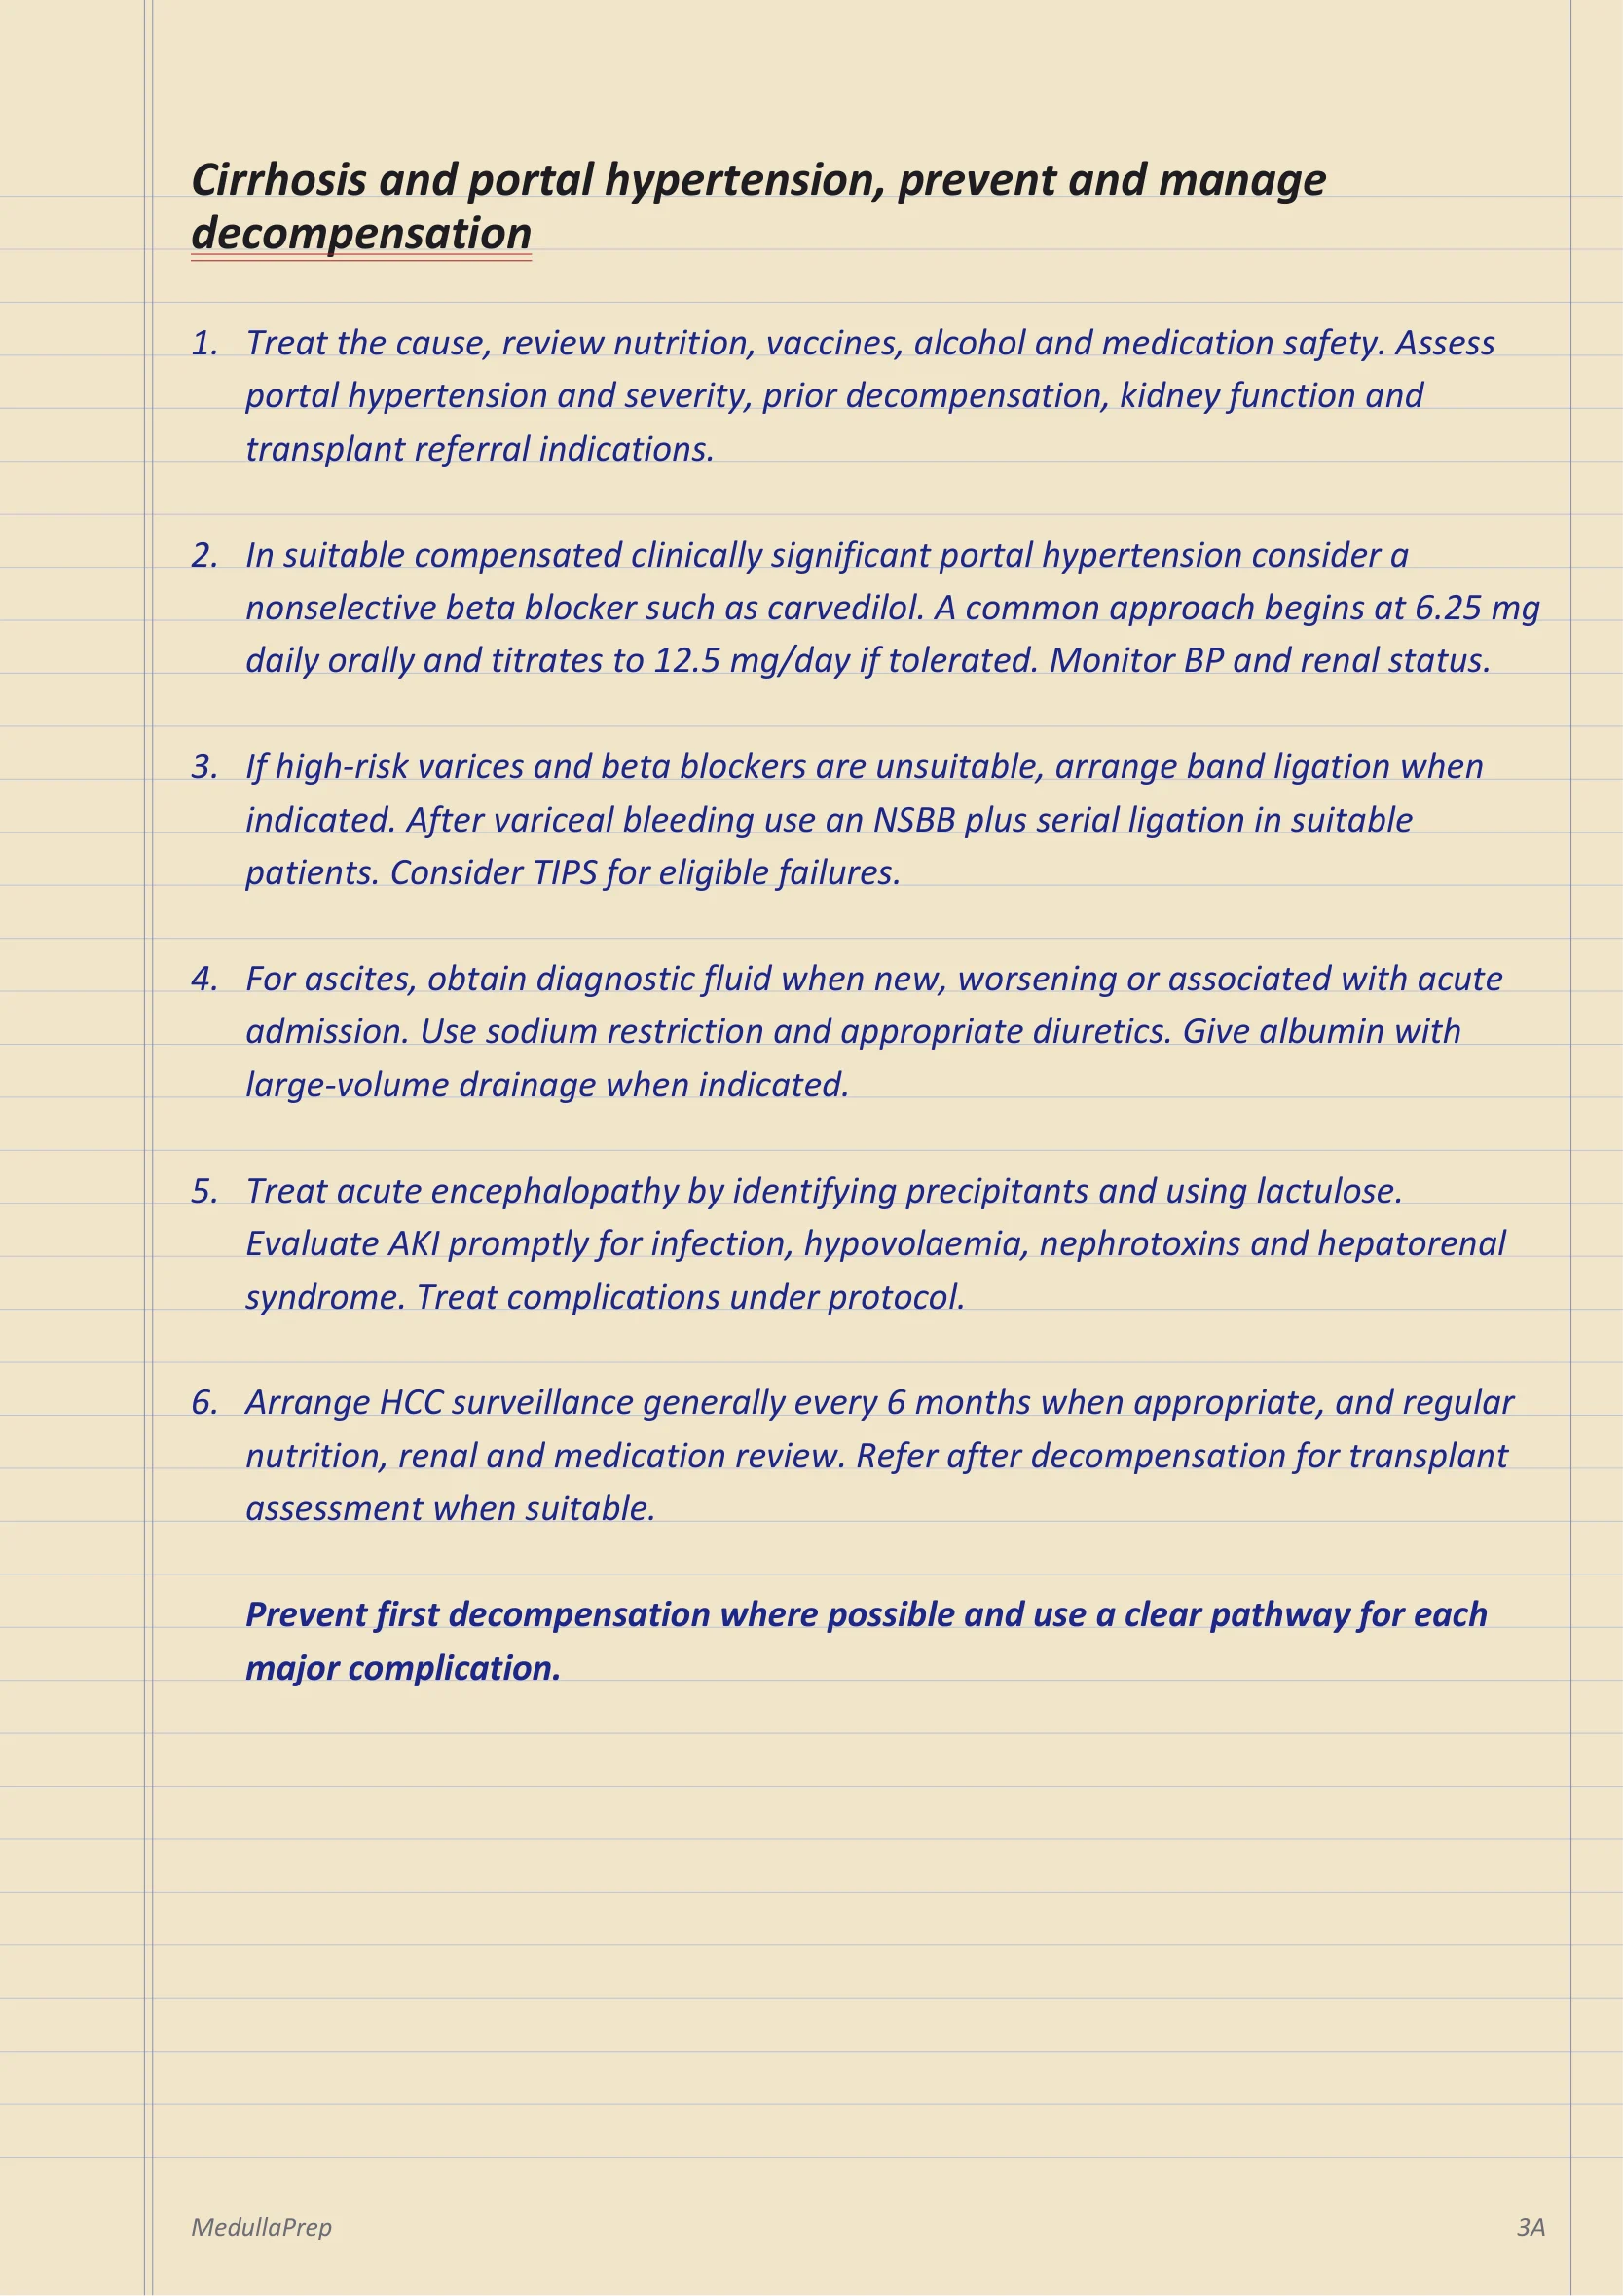 Cirrhosis and portal hypertension, prevent and manage
decompensation
1. Treat the cause, review nutrition, vaccines, alcohol and medication safety. Assess
portal hypertension and severity, prior decompensation, kidney function and
transplant referral indications.
2. In suitable compensated clinically significant portal hypertension consider a
nonselective beta blocker such as carvedilol. A common approach begins at 6.25 mg
daily orally and titrates to 12.5 mg/day if tolerated. Monitor BP and renal status.
3. If high-risk varices and beta blockers are unsuitable, arrange band ligation when
indicated. After variceal bleeding use an NSBB plus serial ligation in suitable
patients. Consider TIPS for eligible failures.
4. For ascites, obtain diagnostic fluid when new, worsening or associated with acute
admission. Use sodium restriction and appropriate diuretics. Give albumin with
large-volume drainage when indicated.
5. Treat acute encephalopathy by identifying precipitants and using lactulose.
Evaluate AKI promptly for infection, hypovolaemia, nephrotoxins and hepatorenal
syndrome. Treat complications under protocol.
6. Arrange HCC surveillance generally every 6 months when appropriate, and regular
nutrition, renal and medication review. Refer after decompensation for transplant
assessment when suitable.
Prevent first decompensation where possible and use a clear pathway for each
major complication.
MedullaPrep
3A